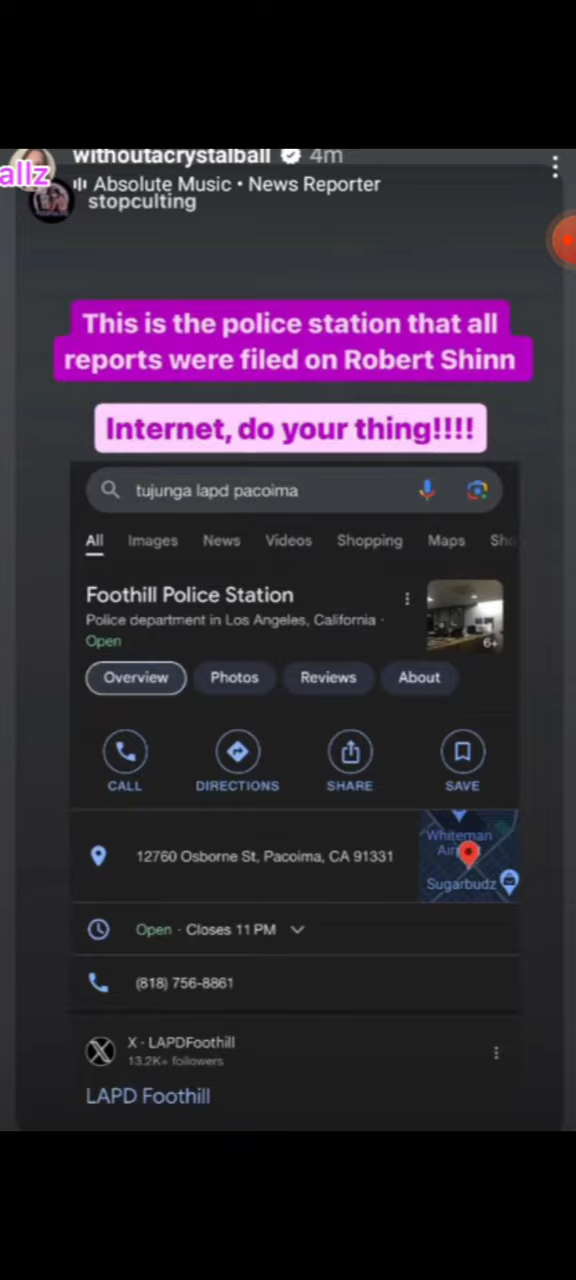 withoutacrystalball 4m
allz
Absolute Music • News Reporter
stopculting
This is the police station that all
reports were filed on Robert Shinn
Internet, do your thing!!!!
tujunga lapd pacoima
All Images News Videos Shopping Maps Sho
Foothill Police Station
Police department in Los Angeles, California ·
Open
6+
Overview Photos Reviews About
CALL DIRECTIONS SHARE SAVE
Whiteman
12760 Osborne St, Pacoima, CA 91331
Sugarbudz
Open · Closes 11 PM
(818) 756-8861
X · LAPDFoothill
13.2K+ followers
LAPD Foothill